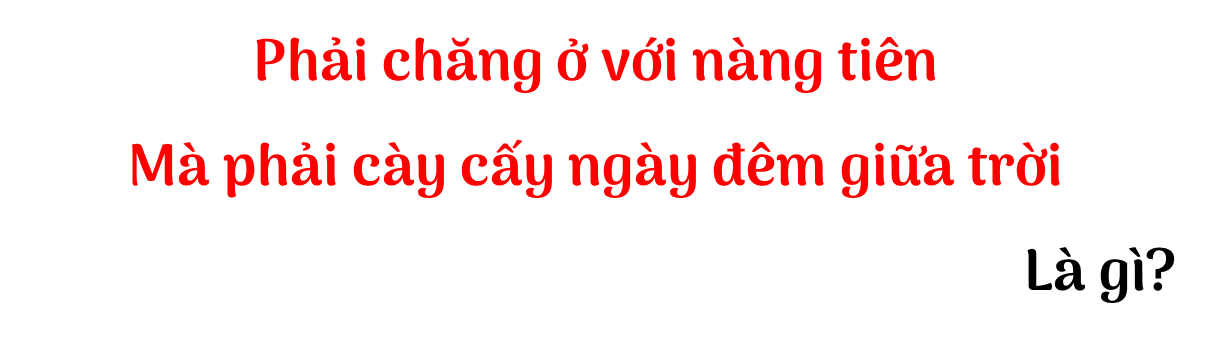 Phải chăng ở với nàng tiên
Mà phải cày cấy ngày đêm giữa trời
Là gì?